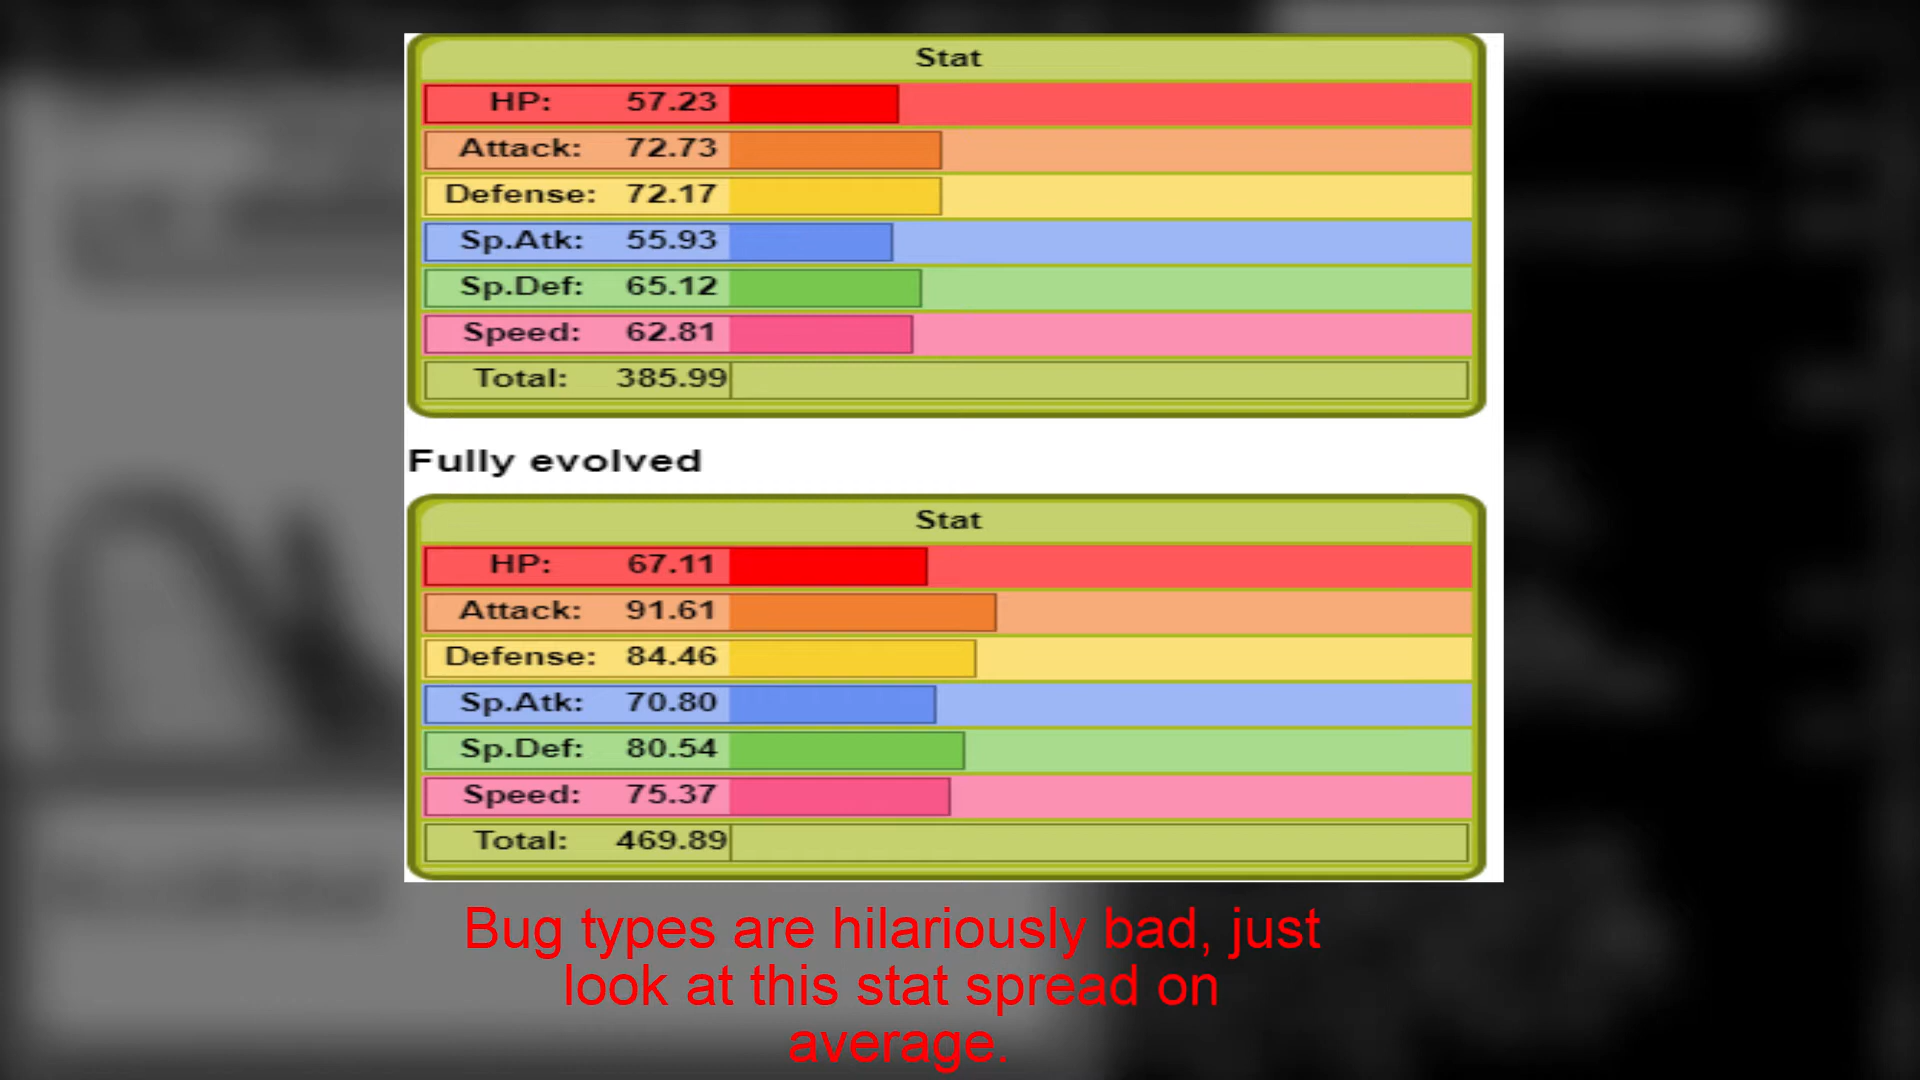 Stat
HP: 57.23
Attack: 72.73
Defense: 72.17
Sp.Atk: 55.93
Sp.Def: 65.12
Speed: 62.81
Total: 385.99
Fully evolved
Stat
HP: 67.11
Attack: 91.61
Defense: 84.46
Sp.Atk: 70.80
Sp.Def: 80.54
Speed: 75.37
Total: 469.89
Bug types are hilariously bad, just
look at this stat spread on
average.